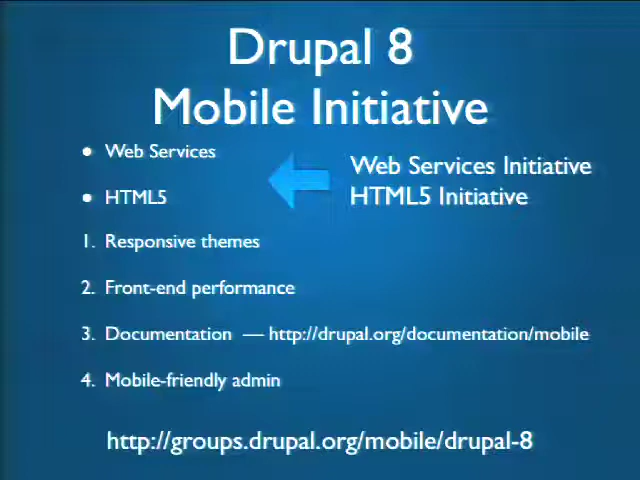 Drupal 8
Mobile Initiative
• Web Services
• HTML5
Web Services Initiative
HTML5 Initiative
1. Responsive themes
2. Front-end performance
3. Documentation — http://drupal.org/documentation/mobile
4. Mobile-friendly admin
http://groups.drupal.org/mobile/drupal-8